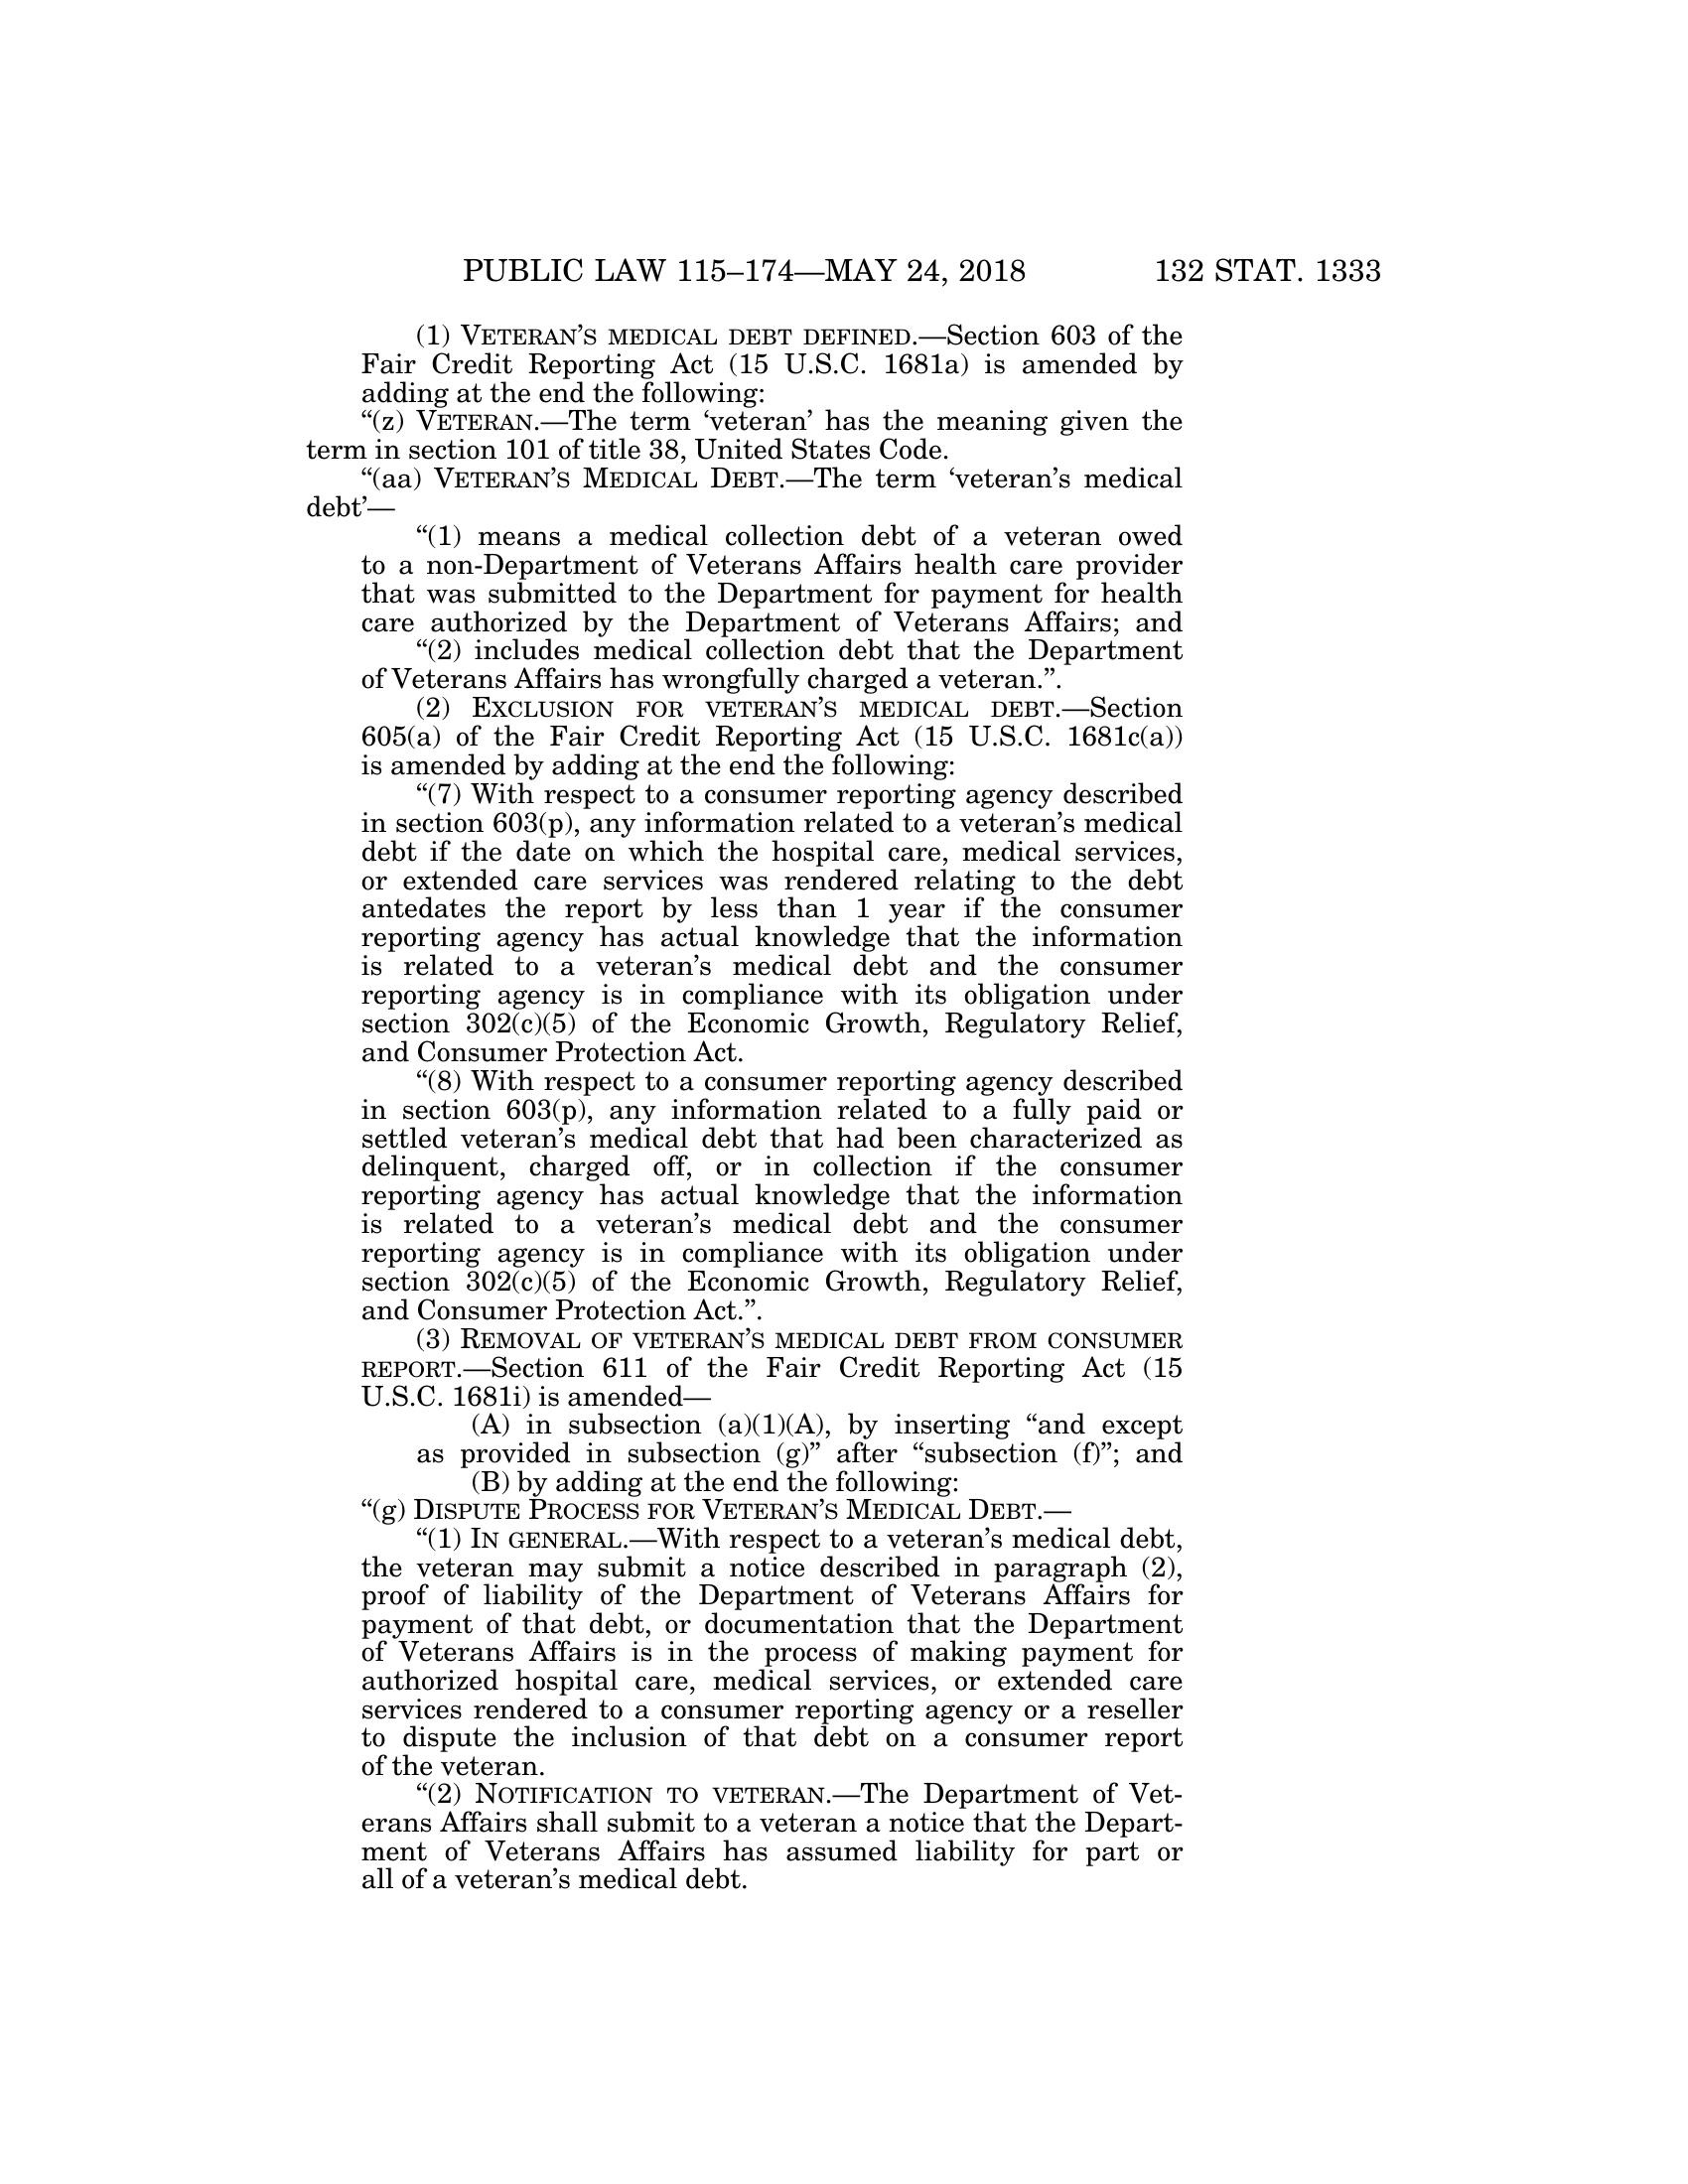 PUBLIC LAW 115–174—MAY 24, 2018 132 STAT. 1333
(1) VETERAN’S MEDICAL DEBT DEFINED.—Section 603 of the
Fair Credit Reporting Act (15 U.S.C. 1681a) is amended by
adding at the end the following:
“(z) VETERAN.—The term ‘veteran’ has the meaning given the
term in section 101 of title 38, United States Code.
“(aa) VETERAN’S MEDICAL DEBT.—The term ‘veteran’s medical
debt’—
“(1) means a medical collection debt of a veteran owed
to a non-Department of Veterans Affairs health care provider
that was submitted to the Department for payment for health
care authorized by the Department of Veterans Affairs; and
“(2) includes medical collection debt that the Department
of Veterans Affairs has wrongfully charged a veteran.”.
(2) EXCLUSION FOR VETERAN’S MEDICAL DEBT.—Section
605(a) of the Fair Credit Reporting Act (15 U.S.C. 1681c(a))
is amended by adding at the end the following:
“(7) With respect to a consumer reporting agency described
in section 603(p), any information related to a veteran’s medical
debt if the date on which the hospital care, medical services,
or extended care services was rendered relating to the debt
antedates the report by less than 1 year if the consumer
reporting agency has actual knowledge that the information
is related to a veteran’s medical debt and the consumer
reporting agency is in compliance with its obligation under
section 302(c)(5) of the Economic Growth, Regulatory Relief,
and Consumer Protection Act.
“(8) With respect to a consumer reporting agency described
in section 603(p), any information related to a fully paid or
settled veteran’s medical debt that had been characterized as
delinquent, charged off, or in collection if the consumer
reporting agency has actual knowledge that the information
is related to a veteran’s medical debt and the consumer
reporting agency is in compliance with its obligation under
section 302(c)(5) of the Economic Growth, Regulatory Relief,
and Consumer Protection Act.”.
(3) REMOVAL OF VETERAN’S MEDICAL DEBT FROM CONSUMER
REPORT.—Section 611 of the Fair Credit Reporting Act (15
U.S.C. 1681i) is amended—
(A) in subsection (a)(1)(A), by inserting “and except
as provided in subsection (g)” after “subsection (f)”; and
(B) by adding at the end the following:
“(g) DISPUTE PROCESS FOR VETERAN’S MEDICAL DEBT.—
“(1) IN GENERAL.—With respect to a veteran’s medical debt,
the veteran may submit a notice described in paragraph (2),
proof of liability of the Department of Veterans Affairs for
payment of that debt, or documentation that the Department
of Veterans Affairs is in the process of making payment for
authorized hospital care, medical services, or extended care
services rendered to a consumer reporting agency or a reseller
to dispute the inclusion of that debt on a consumer report
of the veteran.
“(2) NOTIFICATION TO VETERAN.—The Department of Vet-
erans Affairs shall submit to a veteran a notice that the Depart-
ment of Veterans Affairs has assumed liability for part or
all of a veteran’s medical debt.